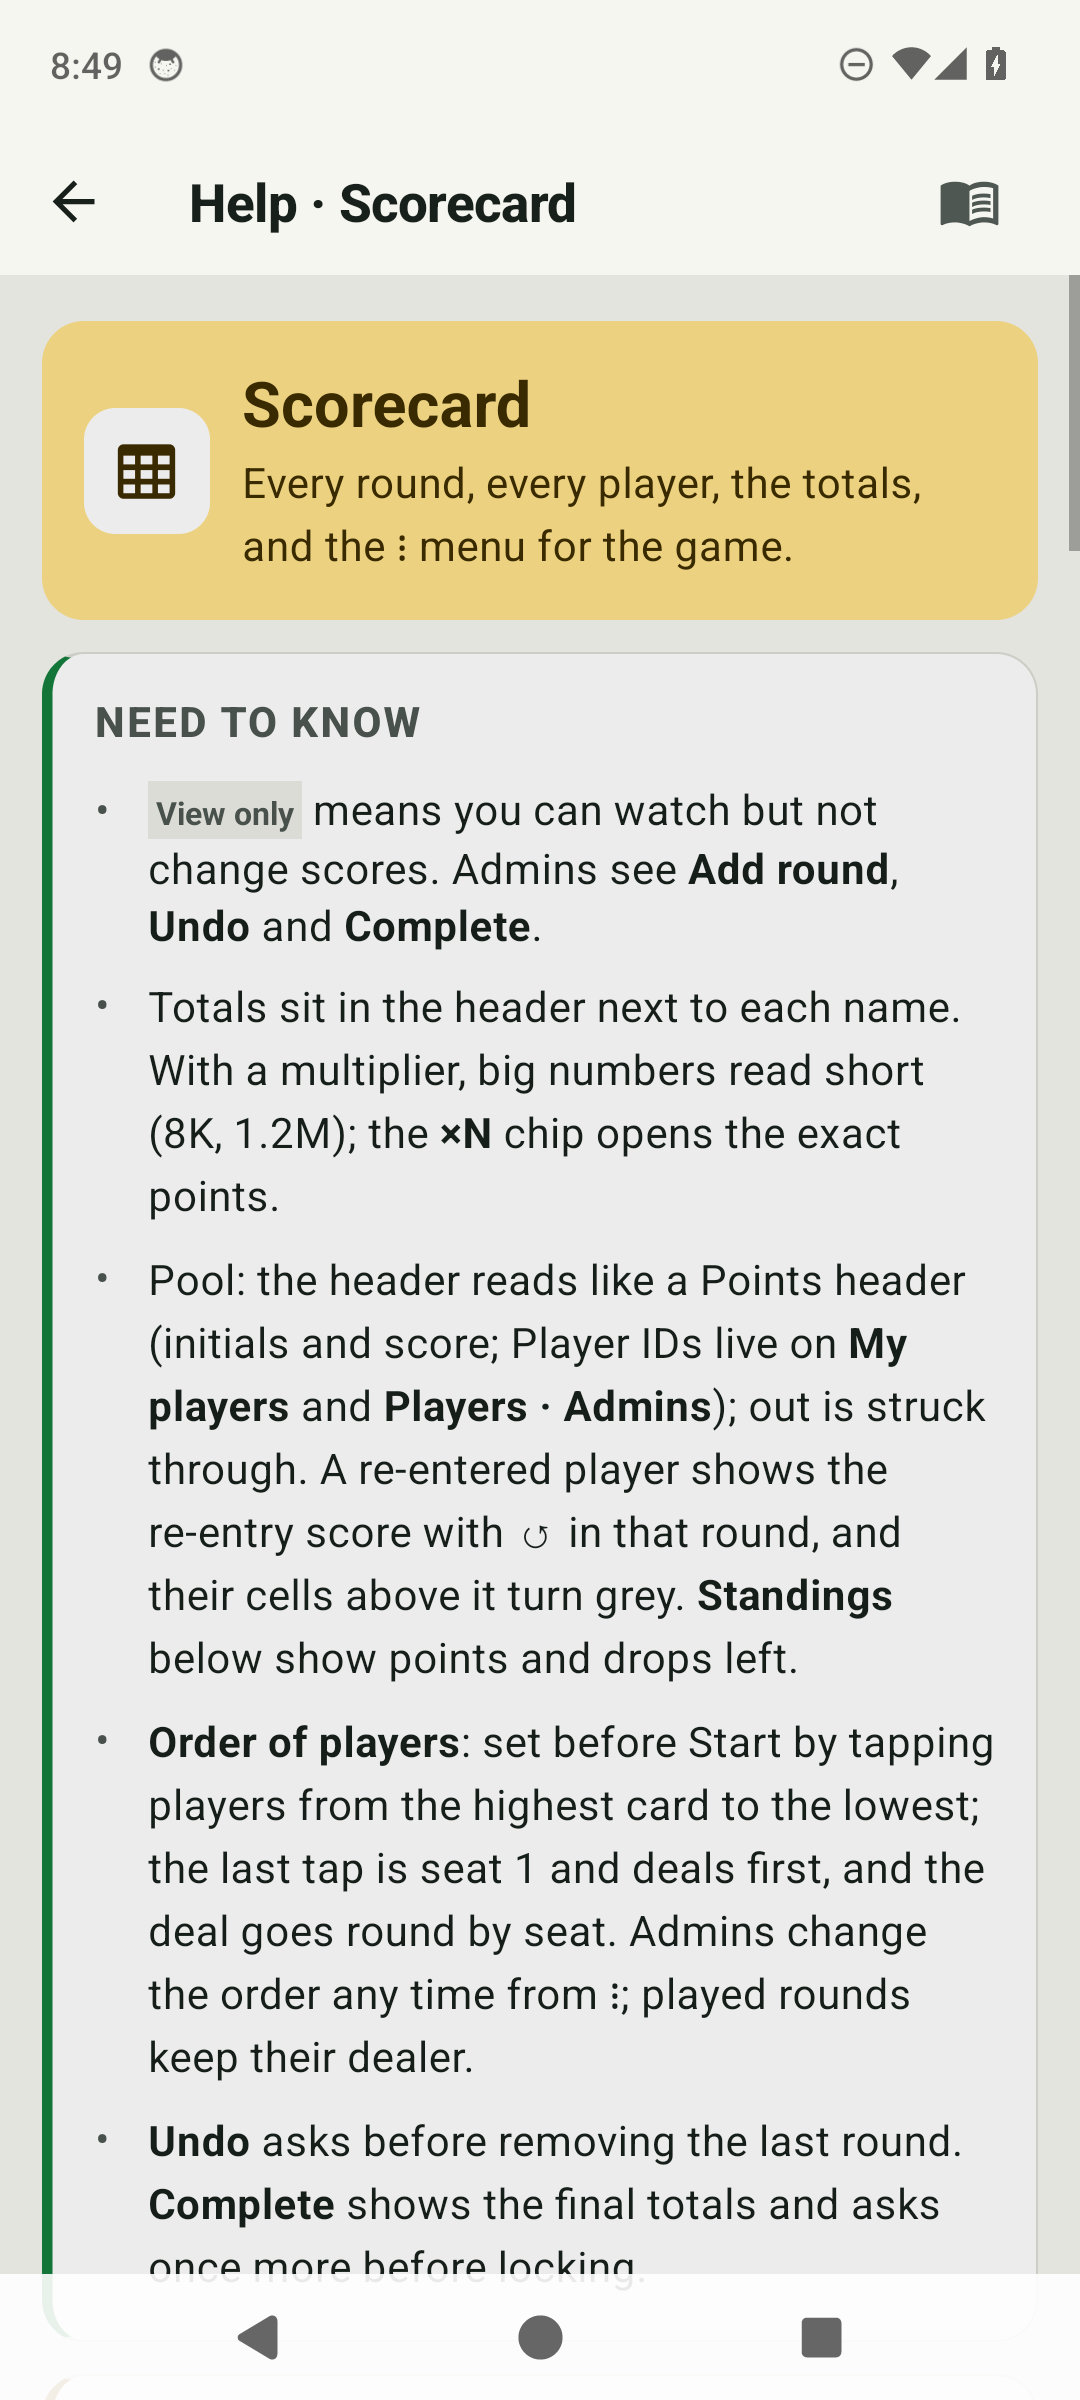 8:49
Help · Scorecard
Scorecard
Every round, every player, the totals,
and the ⋮ menu for the game.
NEED TO KNOW
• View only means you can watch but not
change scores. Admins see Add round,
Undo and Complete.
• Totals sit in the header next to each name.
With a multiplier, big numbers read short
(8K, 1.2M); the ×N chip opens the exact
points.
• Pool: the header reads like a Points header
(initials and score; Player IDs live on My
players and Players · Admins); out is struck
through. A re-entered player shows the
re-entry score with ↺ in that round, and
their cells above it turn grey. Standings
below show points and drops left.
• Order of players: set before Start by tapping
players from the highest card to the lowest;
the last tap is seat 1 and deals first, and the
deal goes round by seat. Admins change
the order any time from ⋮; played rounds
keep their dealer.
• Undo asks before removing the last round.
Complete shows the final totals and asks
once more before locking.